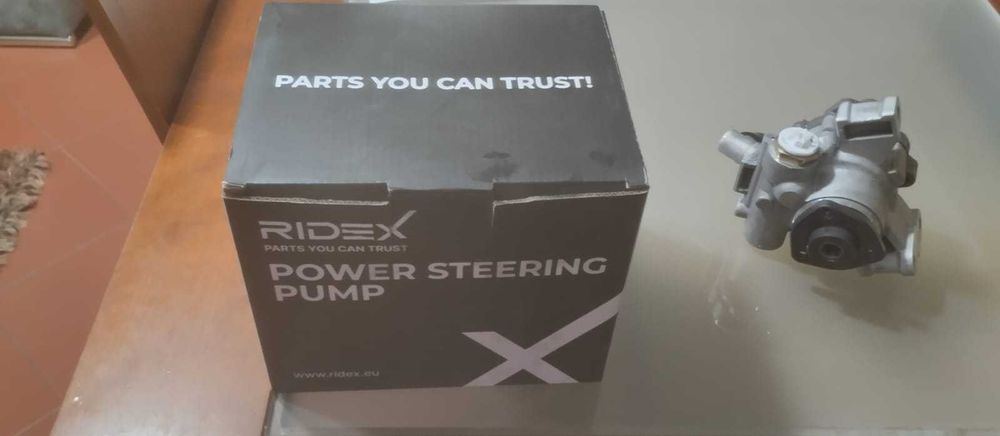 PARTS YOU CAN TRUST!
RIDEX
PARTS YOU CAN TRUST
POWER STEERING
PUMP
www.ridex.eu